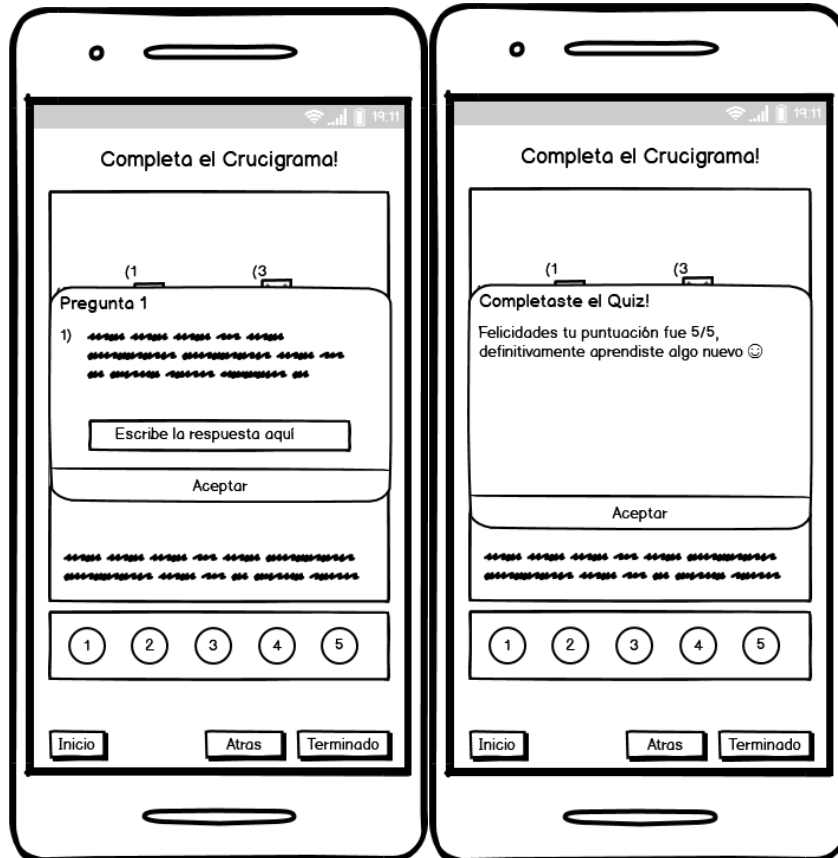 19:11
Completa el Crucigrama!
(1
(3
Pregunta 1
1)
Escribe la respuesta aquí
Aceptar
1 2 3 4 5
Inicio
Atras
Terminado
19:11
Completa el Crucigrama!
(1
(3
Completaste el Quiz!
Felicidades tu puntuación fue 5/5,
definitivamente aprendiste algo nuevo ☺
Aceptar
1 2 3 4 5
Inicio
Atras
Terminado